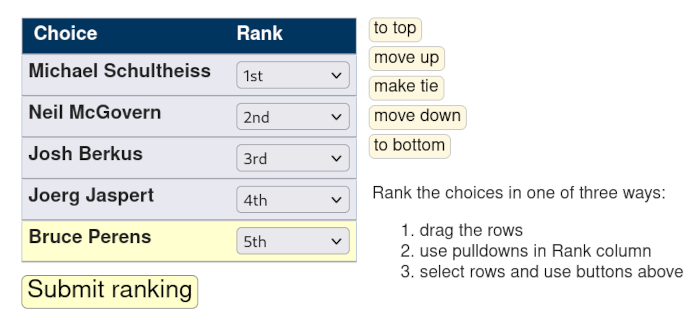 Choice Rank
Michael Schultheiss 1st
Neil McGovern 2nd
Josh Berkus 3rd
Joerg Jaspert 4th
Bruce Perens 5th
Submit ranking
to top
move up
make tie
move down
to bottom
Rank the choices in one of three ways:
1. drag the rows
2. use pulldowns in Rank column
3. select rows and use buttons above